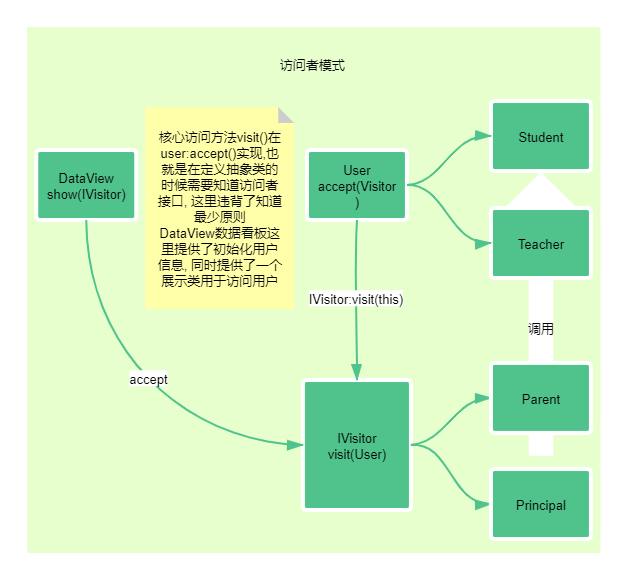 访问者模式
核心访问方法visit()在
user:accept()实现,也
就是在定义抽象类的
时候需要知道访问者
接口, 这里违背了知道
最少原则
DataView数据看板这
里提供了初始化用户
信息, 同时提供了一个
展示类用于访问用户
DataView
show(IVisitor)
User
accept(Visitor
)
Student
Teacher
IVisitor:visit(this)
调用
accept
IVisitor
visit(User)
Parent
Principal